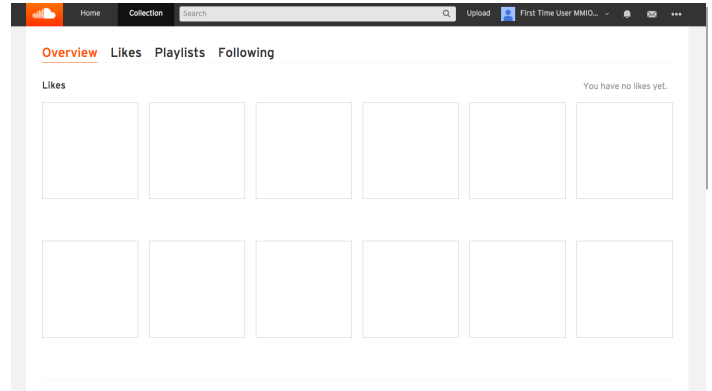 Home Collection Search Upload First Time User MMIO...
Overview Likes Playlists Following
Likes You have no likes yet.